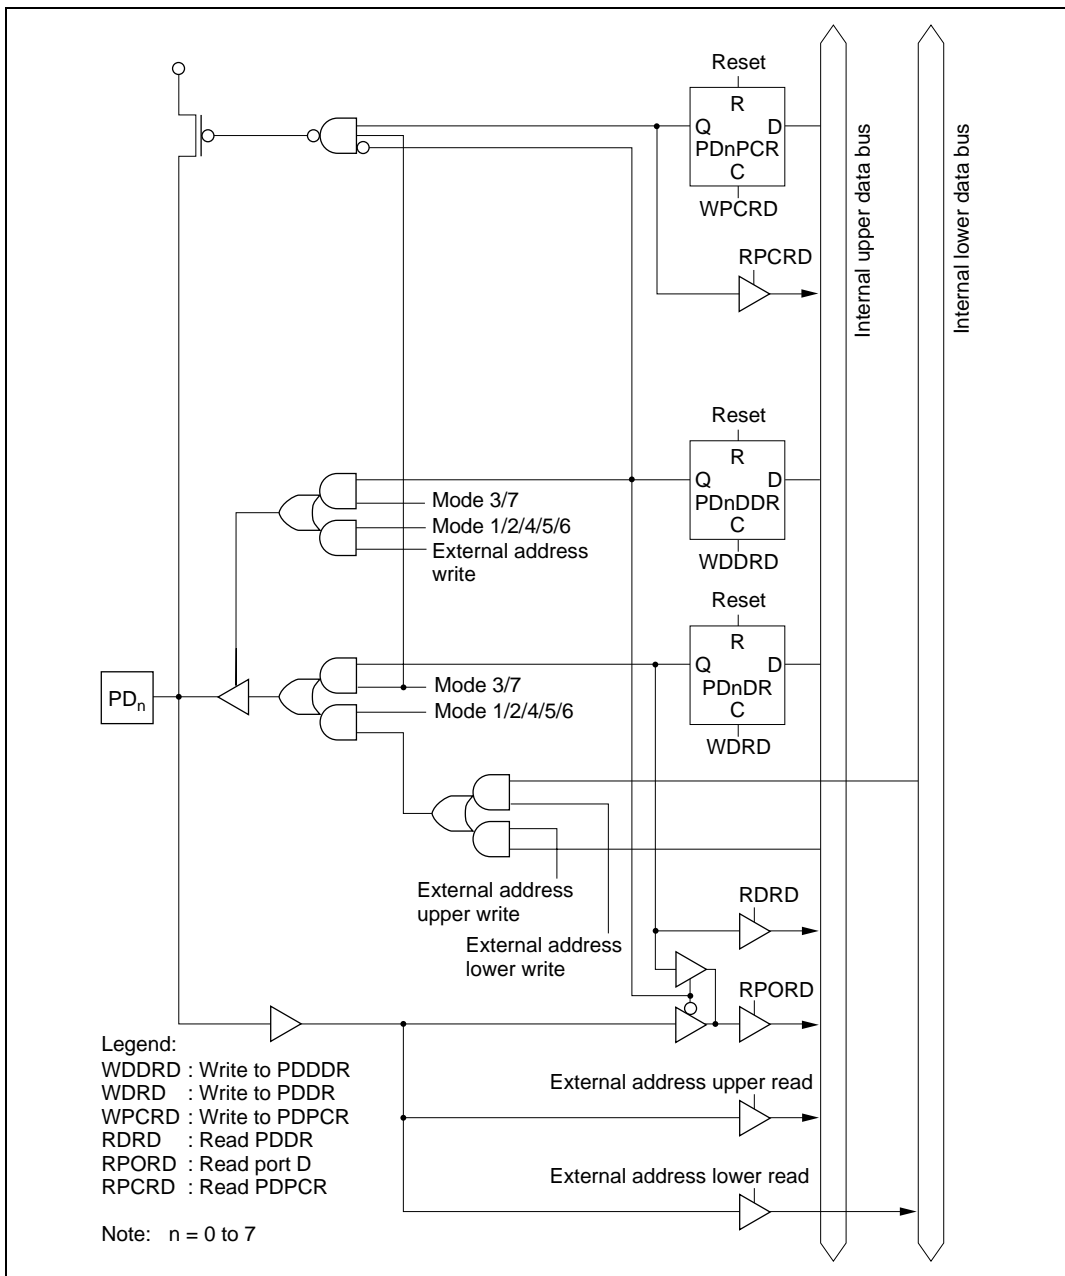 Reset
R
Q D
PDnPCR
C
WPCRD
RPCRD
Internal upper data bus
Internal lower data bus
Reset
R
Q D
PDnDDR
C
WDDRD
Mode 3/7
Mode 1/2/4/5/6
External address
write
Reset
R
Q D
PDnDR
C
WDRD
PDn
Mode 3/7
Mode 1/2/4/5/6
External address
upper write
External address
lower write
RDRD
RPORD
External address upper read
External address lower read
Legend:
WDDRD : Write to PDDDR
WDRD : Write to PDDR
WPCRD : Write to PDPCR
RDRD : Read PDDR
RPORD : Read port D
RPCRD : Read PDPCR
Note: n = 0 to 7